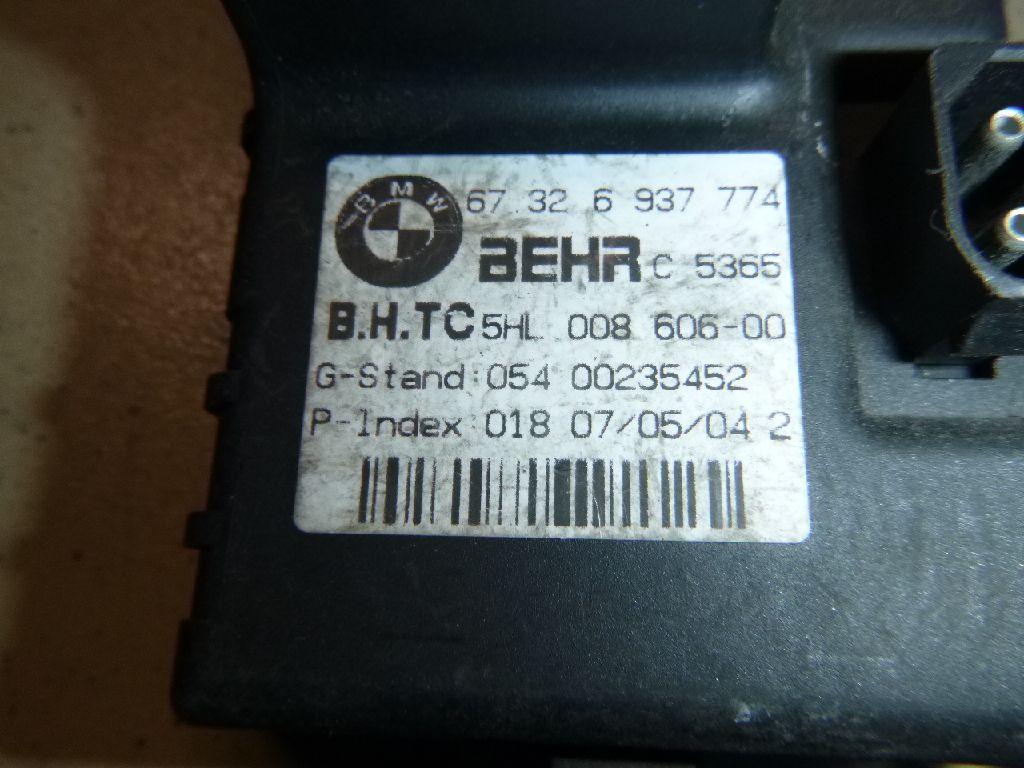 BMW 67.32 6 937 774
BEHR C 5365
B.H.TC 5HL 008 606-00
G-Stand:054 00235452
P-Index:018 07/05/04 2